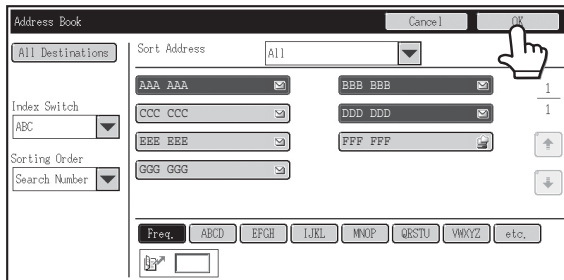 Address Book Cancel OK
All Destinations Sort Address All
AAA AAA BBB BBB 1
Index Switch CCC CCC DDD DDD 1
ABC
EEE EEE FFF FFF
Sorting Order
Search Number GGG GGG
Freq. ABCD EFGH IJKL MNOP QRSTU VWXYZ etc.